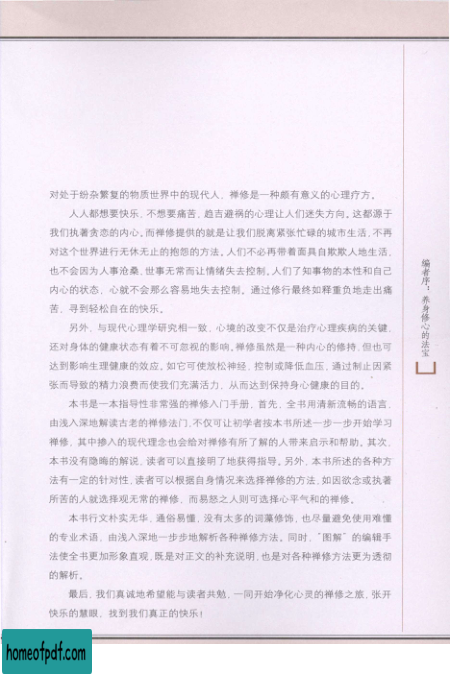 对处于纷杂繁复的物质世界中的现代人，禅修是一种颇有意义的心理疗方。
人人都想要快乐，不想要痛苦，趋吉避祸的心理让人们迷失方向。这都源于
我们执著贪恋的内心。而禅修提供的就是让我们脱离紧张忙碌的城市生活，不再
对这个世界进行无休无止的抱怨的方法。人们不必再带着面具自欺欺人地生活，
也不会因为人事沧桑、世事无常而让情绪失去控制。人们了知事物的本性和自己
内心的状态，心就不会那么容易地失去控制。通过修行最终如释重负地走出痛
苦，寻到轻松自在的快乐。
另外，与现代心理学研究相一致，心境的改变不仅是治疗心理疾病的关键，
还对身体的健康状态有着不可忽视的影响。禅修虽然是一种内心的修持，但也可
达到影响生理健康的效应。如它可使放松神经，控制或降低血压，通过制止因紧
张而导致的精力浪费而使我们充满活力，从而达到保持身心健康的目的。
本书是一本指导性非常强的禅修入门手册，首先，全书用清新流畅的语言，
由浅入深地解读古老的禅修法门，不仅可让初学者按本书所述一步一步开始学习
禅修，其中掺入的现代理念也会给对禅修有所了解的人带来启示和帮助。其次，
本书没有隐晦的解说，读者可以直接明了地获得指导。另外，本书所述的各种方
法有一定的针对性，读者可以根据自身情况来选择禅修的方法，如因欲念或执著
所苦的人就选择观无常的禅修，而易怒之人则可选择心平气和的禅修。
本书行文朴实无华，通俗易懂，没有太多的词藻修饰，也尽量避免使用难懂
的专业术语，由浅入深地一步步地解析各种禅修方法。同时，“图解”的编辑手
法使全书更加形象直观，既是对正文的补充说明，也是对各种禅修方法更为透彻
的解析。
最后，我们真诚地希望能与读者共勉，一同开始净化心灵的禅修之旅，张开
快乐的慧眼，找到我们真正的快乐！
编者序：养身修心的法宝
homeofpdf.com